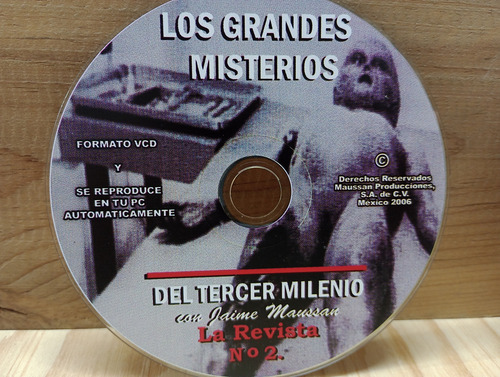 LOS GRANDES
MISTERIOS
FORMATO VCD
Y
SE REPRODUCE
EN TU PC
AUTOMATICAMENTE
©
Derechos Reservados
Maussan Producciones,
S.A. de C.V.
Mexico 2006
DEL TERCER MILENIO
con Jaime Maussan
La Revista
Nº 2.